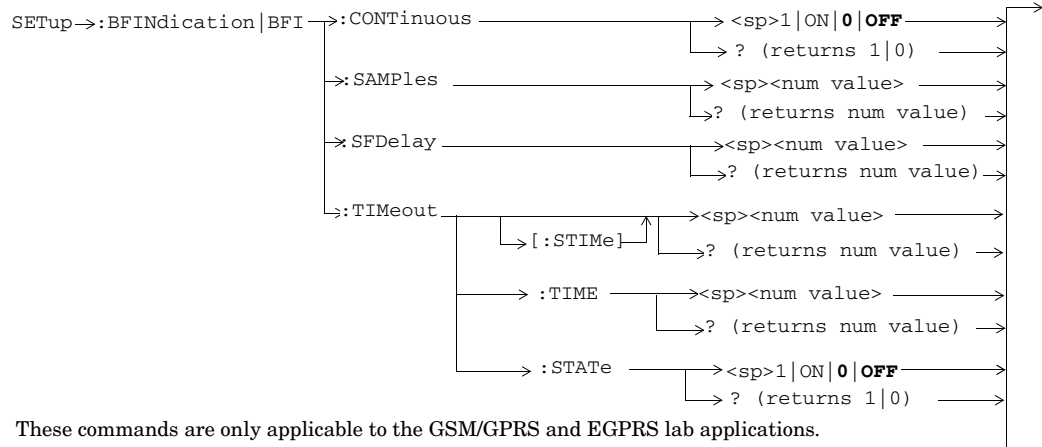 SETup :BFINdication|BFI :CONTinuous <sp>1|ON|0|OFF
? (returns 1|0)
:SAMPles <sp><num value>
? (returns num value)
:SFDelay <sp><num value>
? (returns num value)
:TIMeout <sp><num value>
[:STIMe] ? (returns num value)
:TIME <sp><num value>
? (returns num value)
:STATe <sp>1|ON|0|OFF
? (returns 1|0)
These commands are only applicable to the GSM/GPRS and EGPRS lab applications.